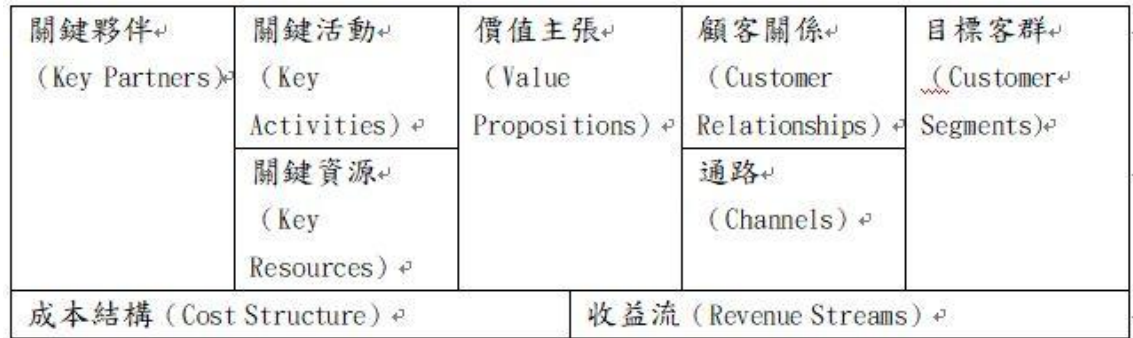 關鍵夥伴
（Key Partners）
關鍵活動
（Key
Activities）
關鍵資源
（Key
Resources）
價值主張
（Value
Propositions）
顧客關係
（Customer
Relationships）
通路
（Channels）
目標客群
（Customer
Segments)
成本結構（Cost Structure）
收益流（Revenue Streams）